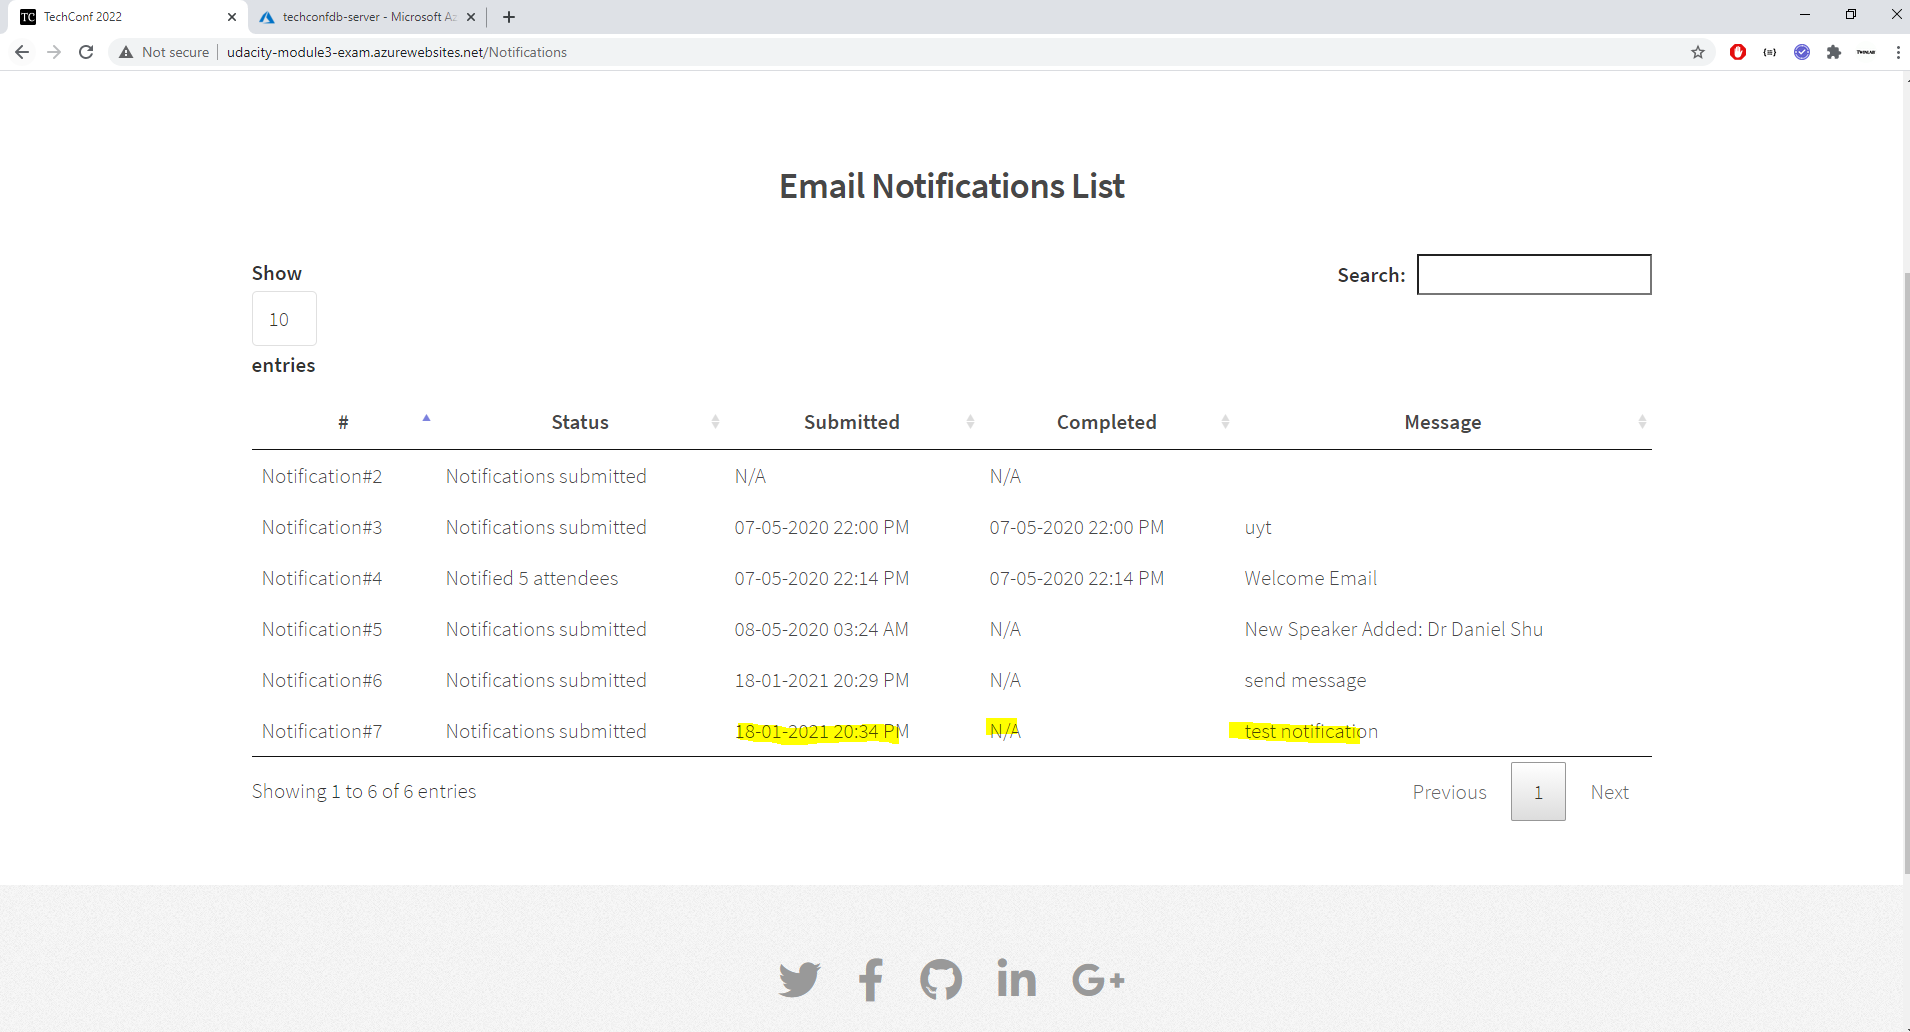 TC TechConf 2022
techconfdb-server - Microsoft Az
Not secure udacity-module3-exam.azurewebsites.net/Notifications
Email Notifications List
Show
10
entries
Search:
# Status Submitted Completed Message
Notification#2 Notifications submitted N/A N/A
Notification#3 Notifications submitted 07-05-2020 22:00 PM 07-05-2020 22:00 PM uyt
Notification#4 Notified 5 attendees 07-05-2020 22:14 PM 07-05-2020 22:14 PM Welcome Email
Notification#5 Notifications submitted 08-05-2020 03:24 AM N/A New Speaker Added: Dr Daniel Shu
Notification#6 Notifications submitted 18-01-2021 20:29 PM N/A send message
Notification#7 Notifications submitted 18-01-2021 20:34 PM N/A test notification
Showing 1 to 6 of 6 entries
Previous 1 Next